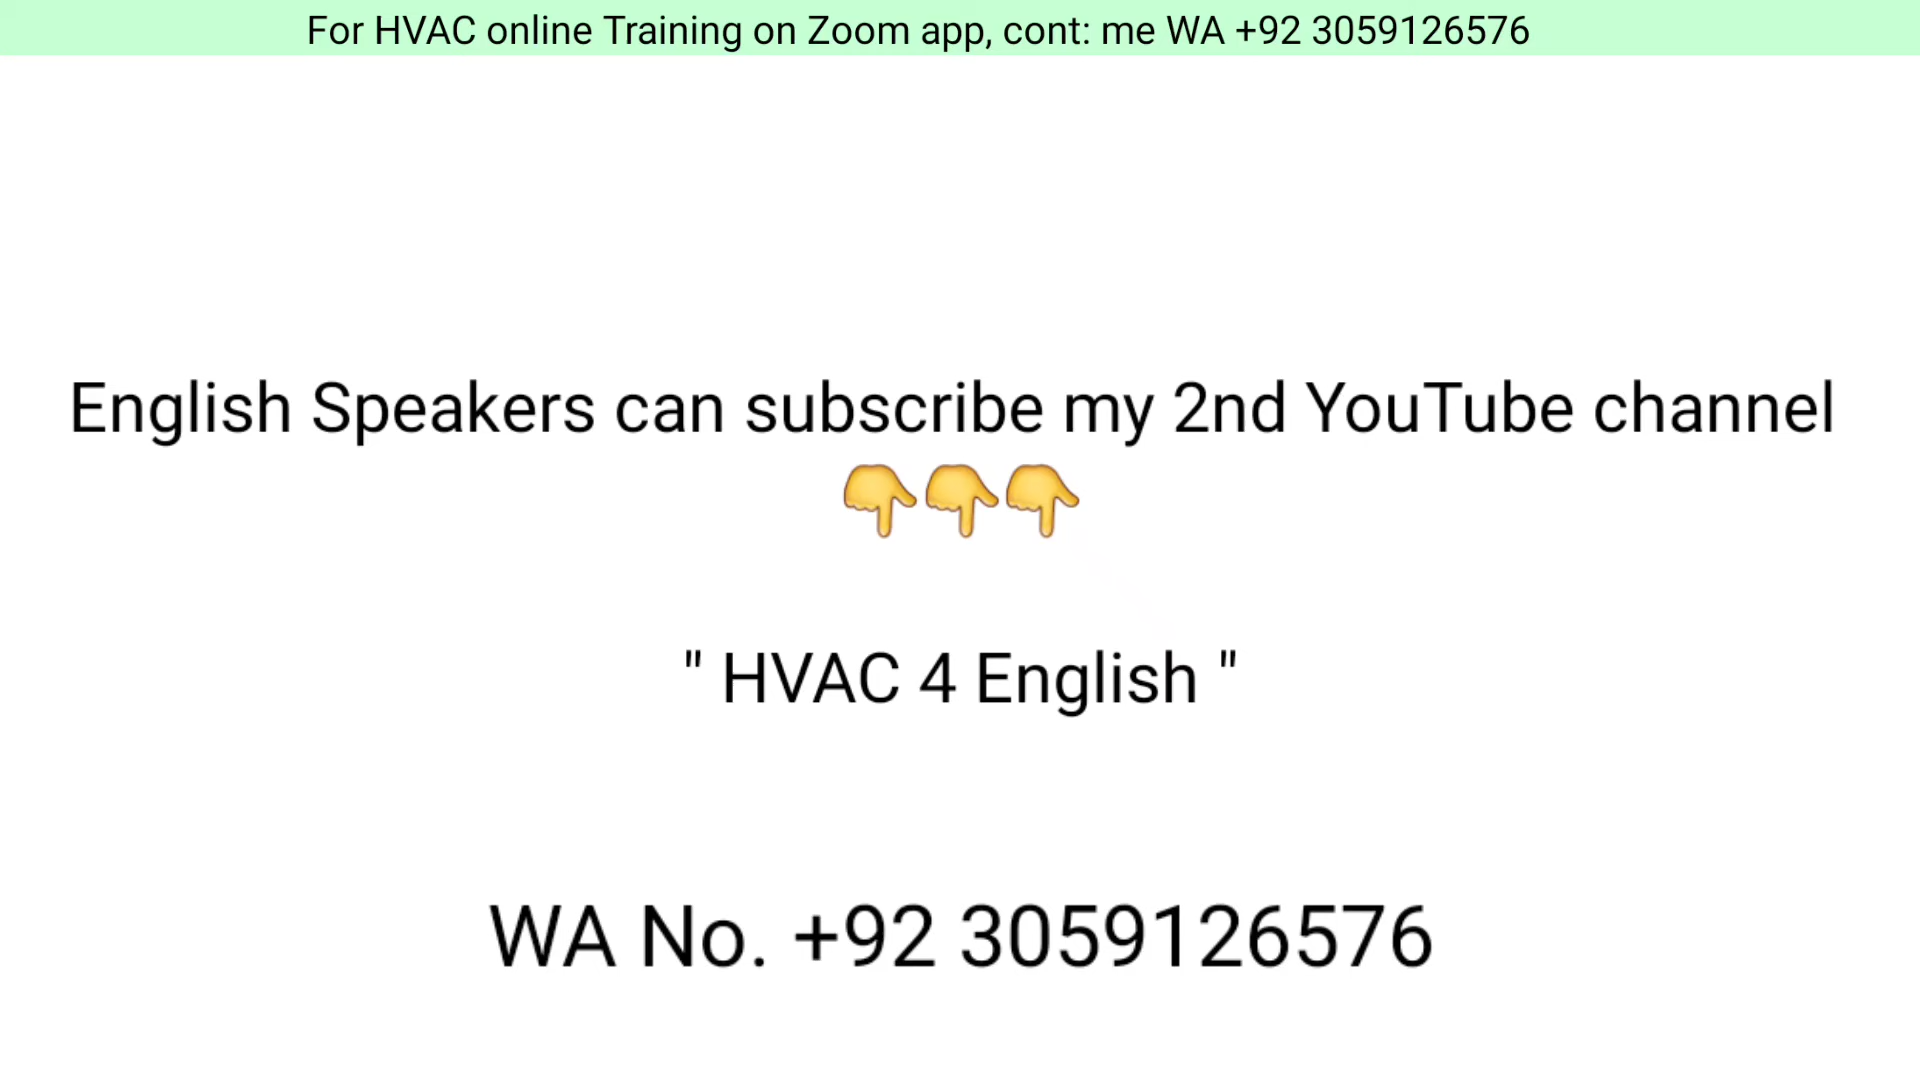 For HVAC online Training on Zoom app, cont: me WA +92 3059126576
English Speakers can subscribe my 2nd YouTube channel
👇👇👇
" HVAC 4 English "
WA No. +92 3059126576